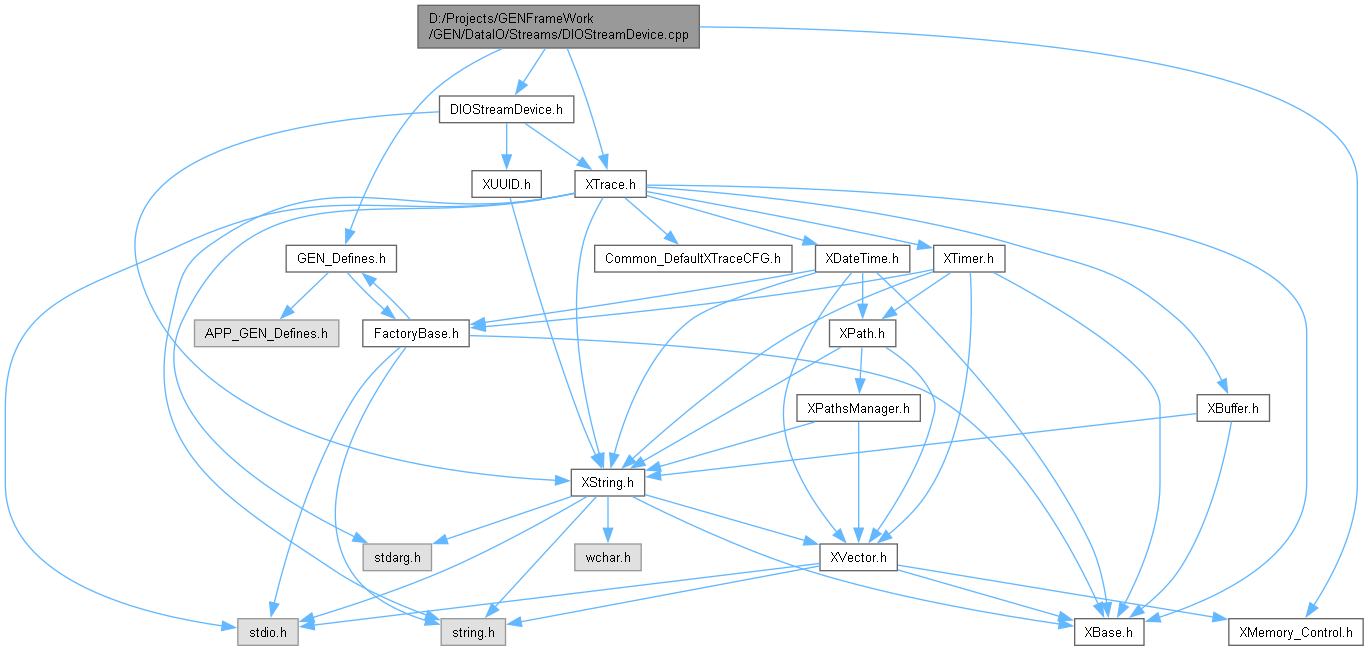 D:/Projects/GENFrameWork
/GEN/DataIO/Streams/DIOStreamDevice.cpp
DIOStreamDevice.h
XUUID.h
XTrace.h
GEN_Defines.h
Common_DefaultXTraceCFG.h
XDateTime.h
XTimer.h
APP_GEN_Defines.h
FactoryBase.h
XPath.h
XPathsManager.h
XBuffer.h
XString.h
stdarg.h
wchar.h
XVector.h
stdio.h
string.h
XBase.h
XMemory_Control.h